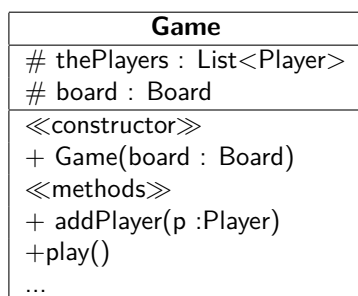 Game
# thePlayers : List<Player>
# board : Board
≪constructor≫
+ Game(board : Board)
≪methods≫
+ addPlayer(p :Player)
+play()
...